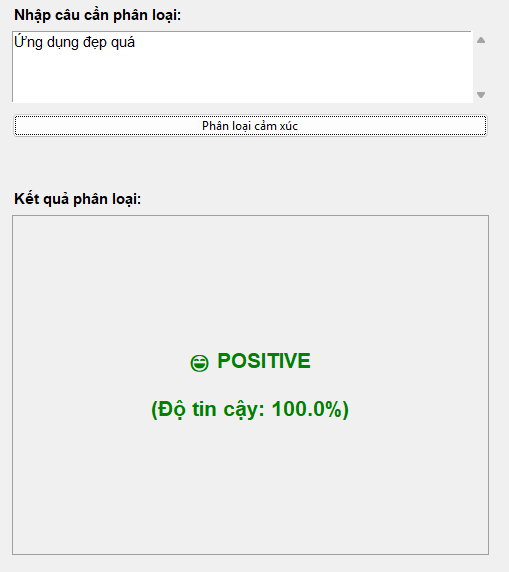 Nhập câu cần phân loại:
Ứng dụng đẹp quá
Phân loại cảm xúc
Kết quả phân loại:
😄 POSITIVE
(Độ tin cậy: 100.0%)